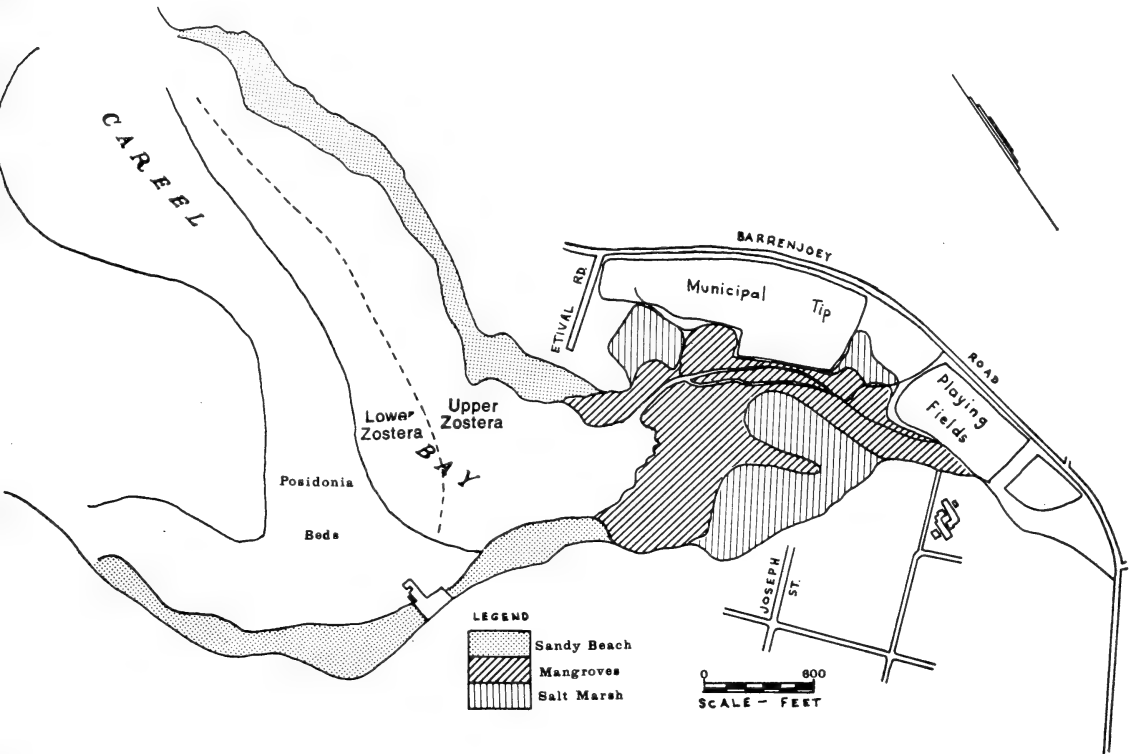 CAREEL
BAY
BARRENJOEY
ROAD
ETIVAL RD.
Municipal
Tip
Playing
Fields
Upper
Zostera
Lower
Zostera
Posidonia
Beds
JOSEPH ST.
LEGEND
Sandy Beach
Mangroves
Salt Marsh
0 600
SCALE - FEET